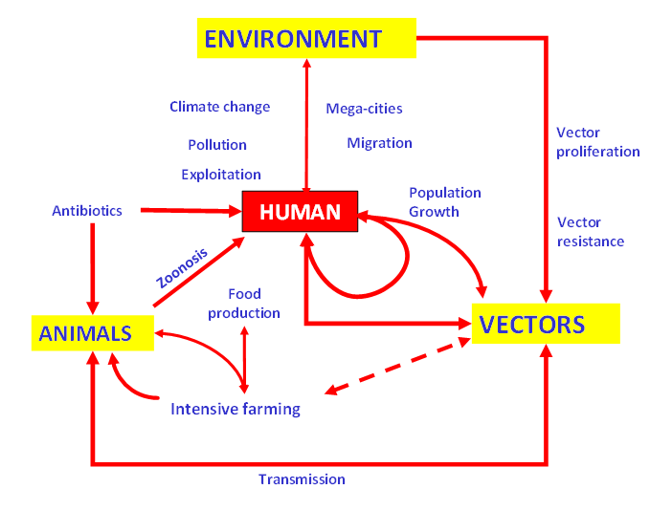 ENVIRONMENT
Climate change
Mega-cities
Pollution
Migration
Exploitation
Vector
proliferation
Antibiotics
HUMAN
Population
Growth
Vector
resistance
Zoonosis
Food
production
ANIMALS
VECTORS
Intensive farming
Transmission